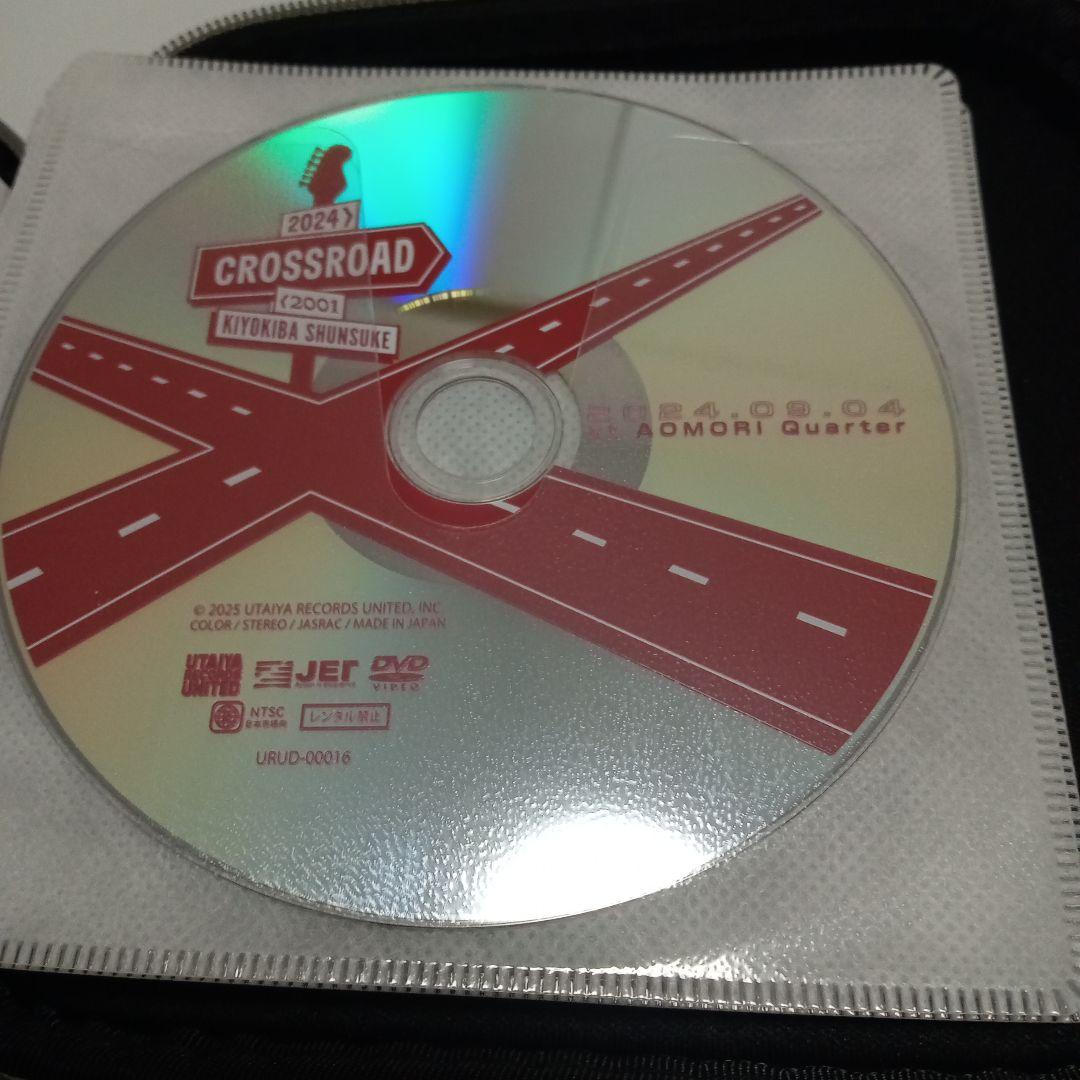 2024>
CROSSROAD
<2001
KIYOKIBA SHUNSUKE
2024.09.04
at AOMORI Quarter
© 2025 UTAIYA RECORDS UNITED, INC.
COLOR / STEREO / JASRAC / MADE IN JAPAN
UTAIYA RECORDS UNITED
JET
DVD
VIDEO
NTSC
日本市場向
レンタル禁止
URUD-00016